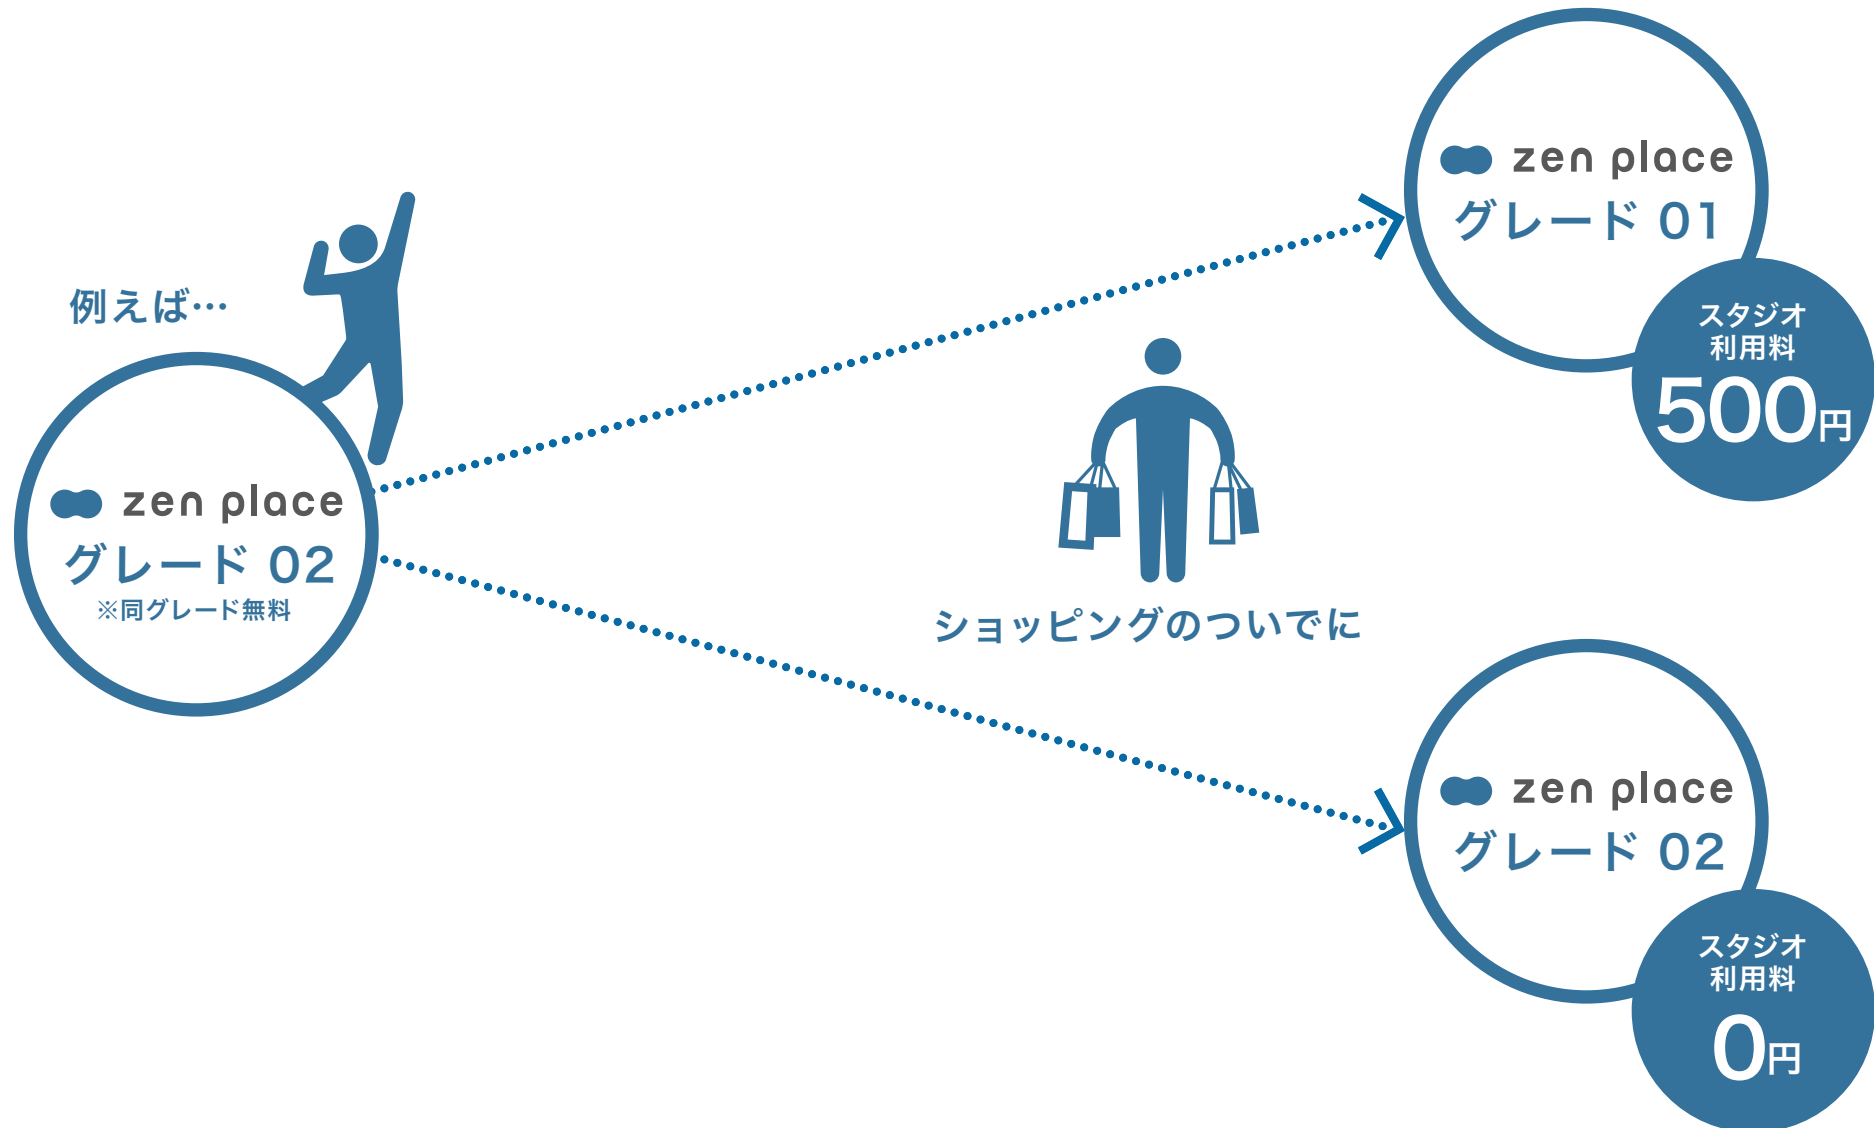 例えば…
zen place
グレード 02
※同グレード無料
ショッピングのついでに
zen place
グレード 01
スタジオ
利用料
500円
zen place
グレード 02
スタジオ
利用料
0円